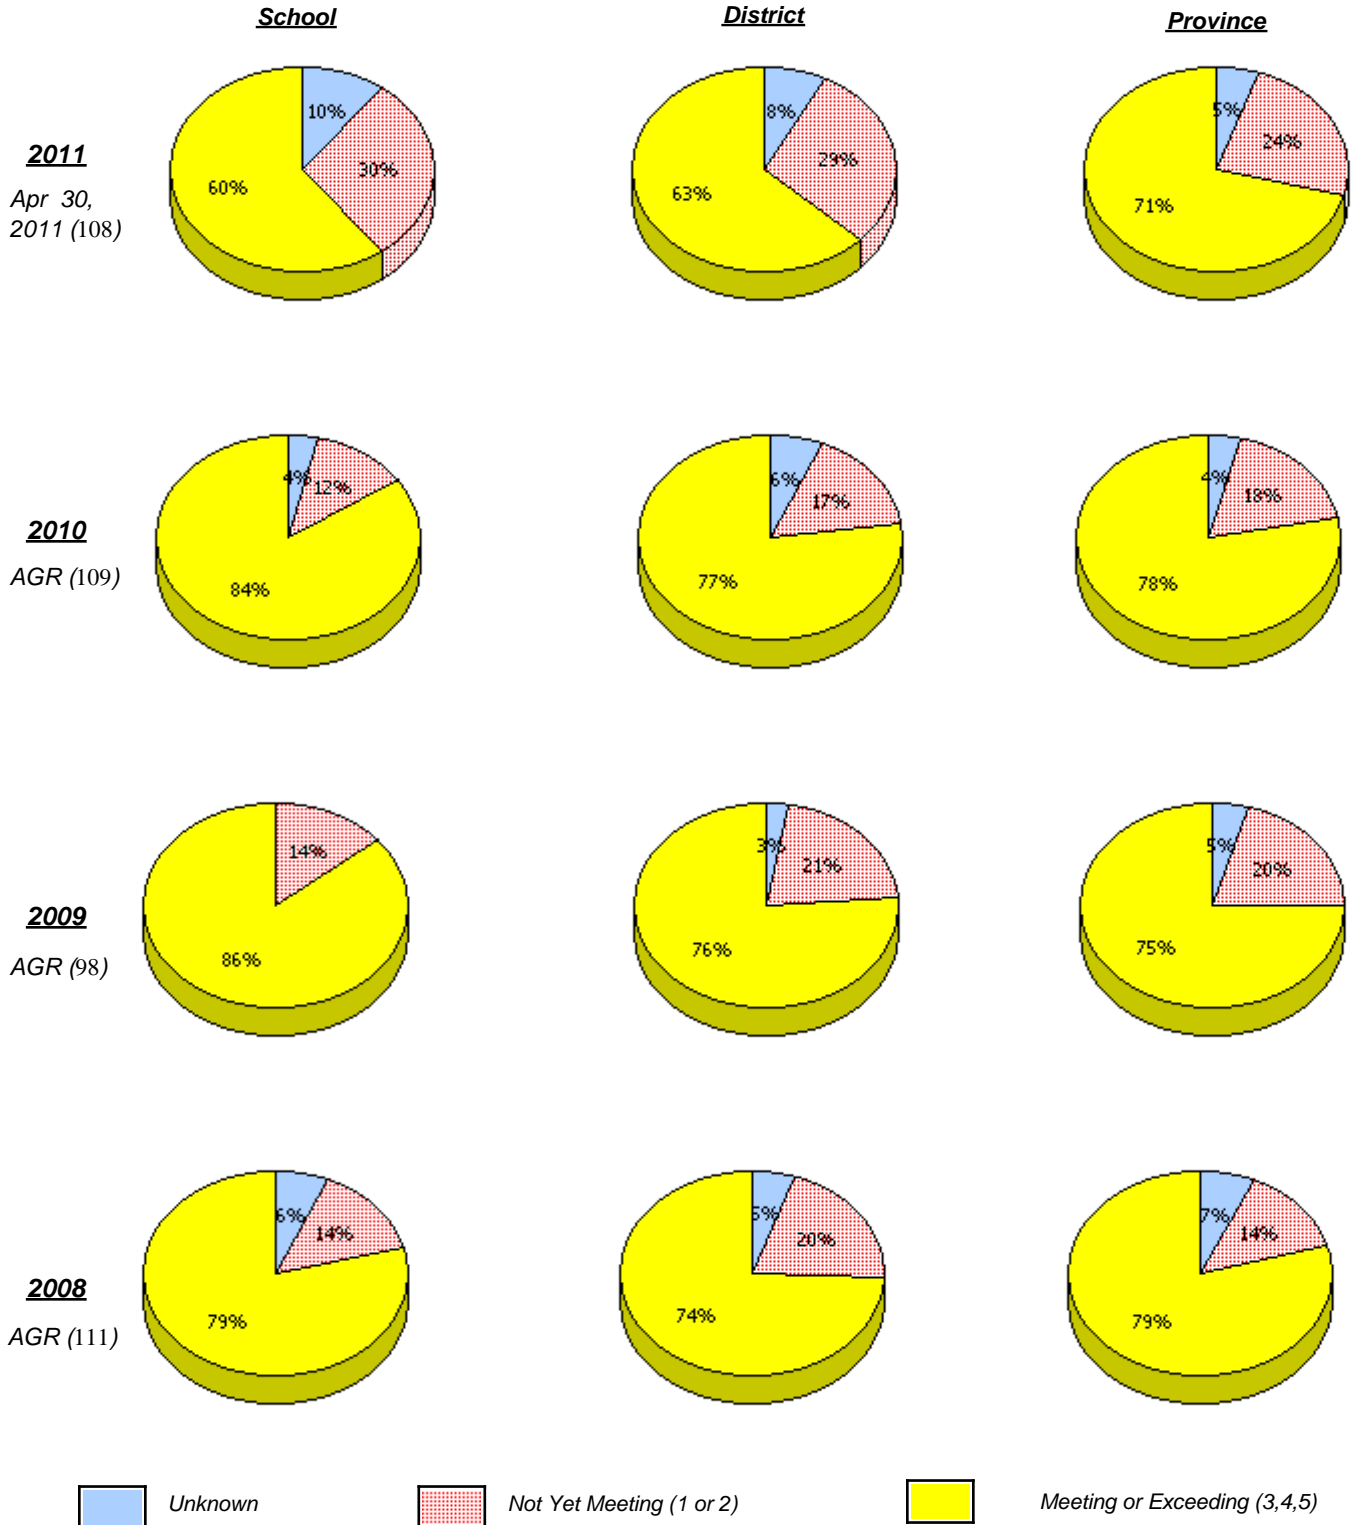 School District Province
10% 8% 5%
30% 29% 24%
60% 63% 71%
2011
Apr 30,
2011 (108)
4% 6% 4%
12% 17% 18%
84% 77% 78%
2010
AGR (109)
14% 3% 5%
21% 20%
86% 76% 75%
2009
AGR (98)
6% 5% 7%
14% 20% 14%
79% 74% 79%
2008
AGR (111)
Unknown Not Yet Meeting (1 or 2) Meeting or Exceeding (3,4,5)